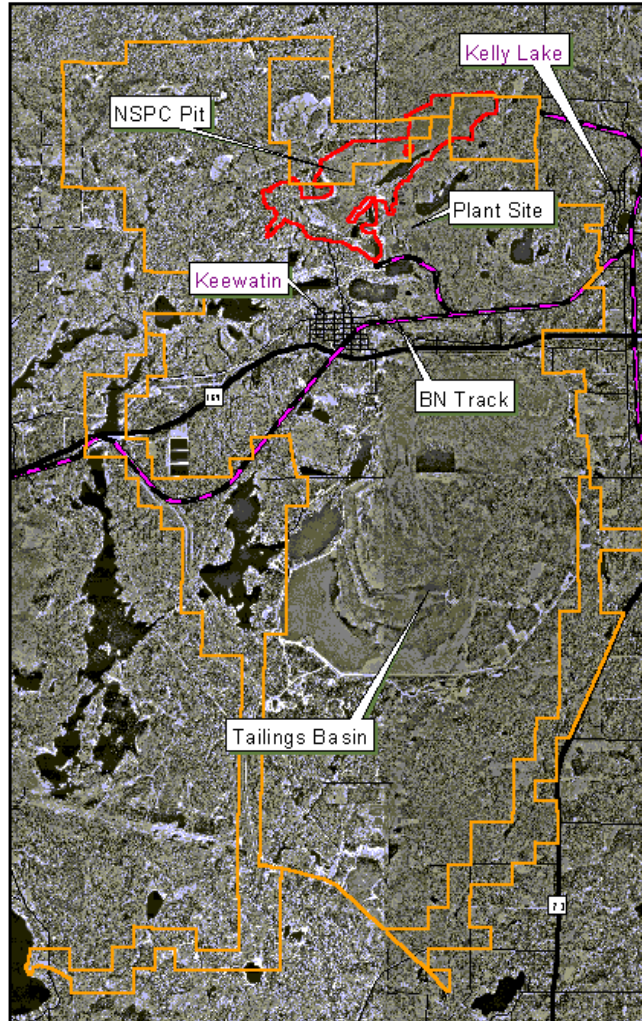 Kelly Lake
NSPC Pit
Plant Site
Keewatin
BN Track
169
Tailings Basin
73